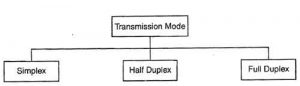 Transmission Mode
Simplex
Half Duplex
Full Duplex